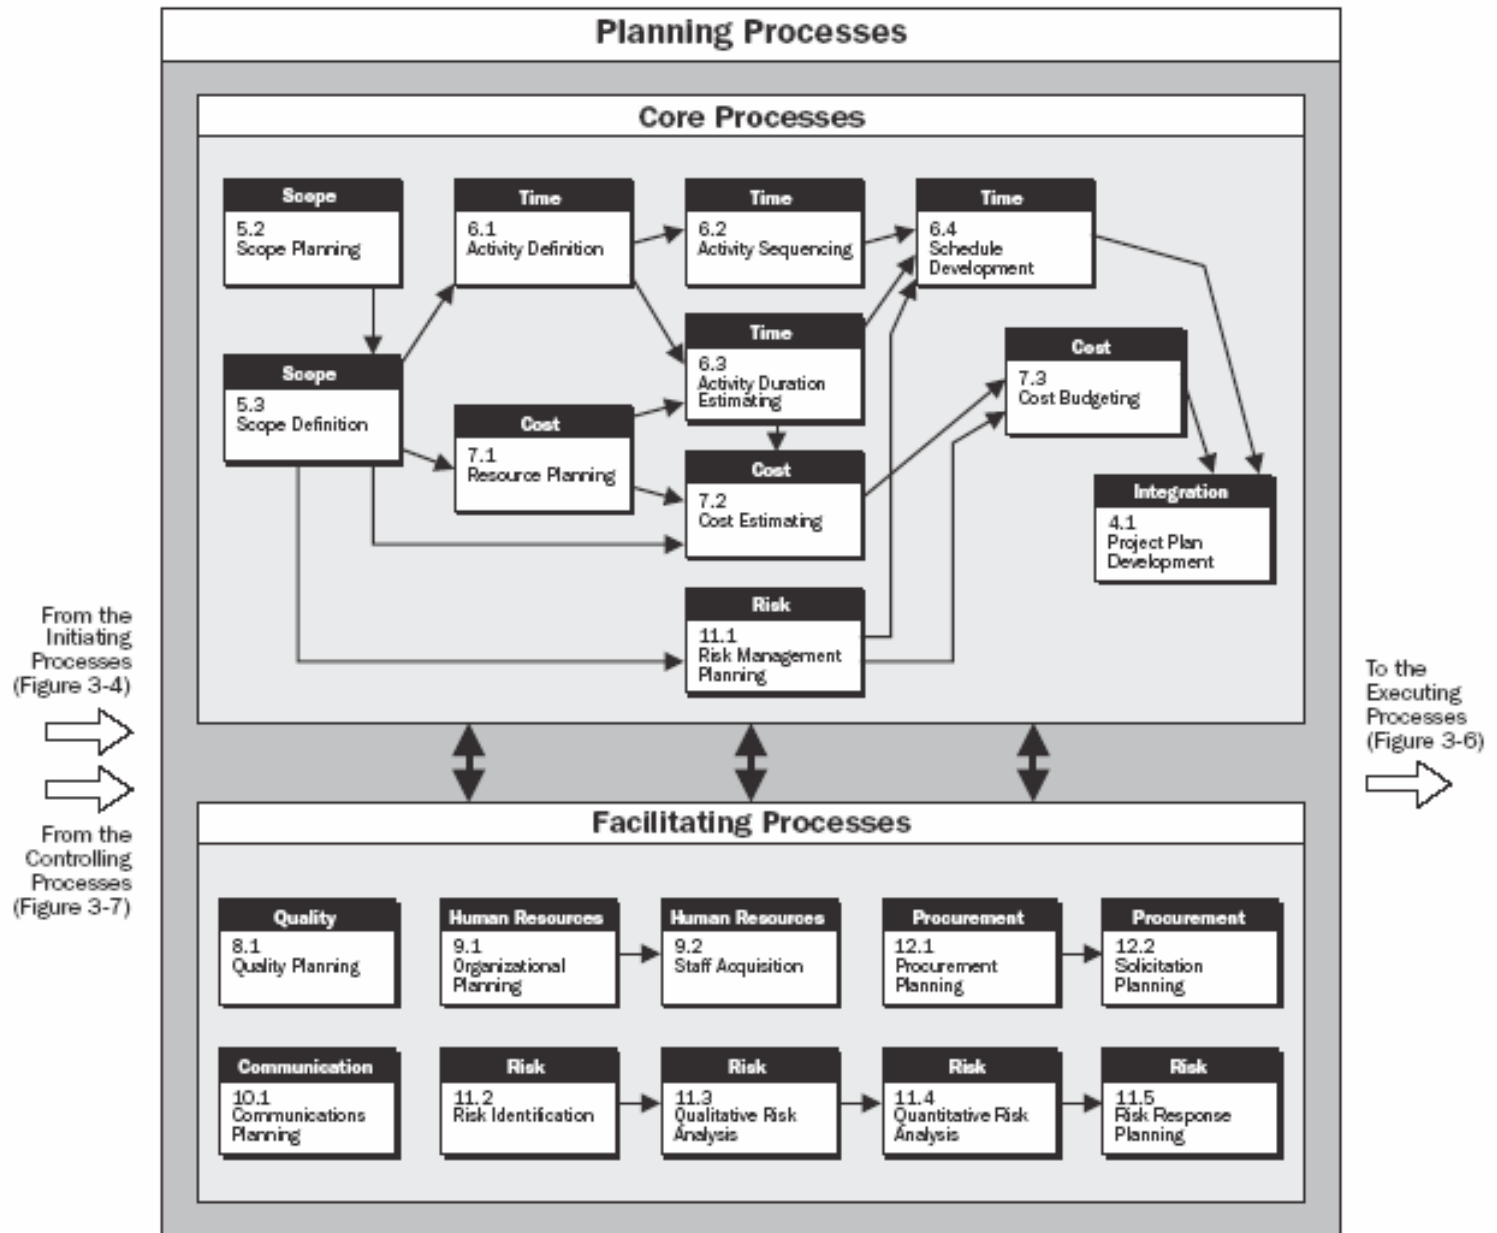 Planning Processes
Core Processes
Scope
5.2
Scope Planning
Time
6.1
Activity Definition
Time
6.2
Activity Sequencing
Time
6.4
Schedule
Development
Time
6.3
Activity Duration
Estimating
Cost
7.3
Cost Budgeting
Scope
5.3
Scope Definition
Cost
7.1
Resource Planning
Cost
7.2
Cost Estimating
Integration
4.1
Project Plan
Development
Risk
11.1
Risk Management
Planning
From the
Initiating
Processes
(Figure 3-4)
From the
Controlling
Processes
(Figure 3-7)
To the
Executing
Processes
(Figure 3-6)
Facilitating Processes
Quality
8.1
Quality Planning
Human Resources
9.1
Organizational
Planning
Human Resources
9.2
Staff Acquisition
Procurement
12.1
Procurement
Planning
Procurement
12.2
Solicitation
Planning
Communication
10.1
Communications
Planning
Risk
11.2
Risk Identification
Risk
11.3
Qualitative Risk
Analysis
Risk
11.4
Quantitative Risk
Analysis
Risk
11.5
Risk Response
Planning